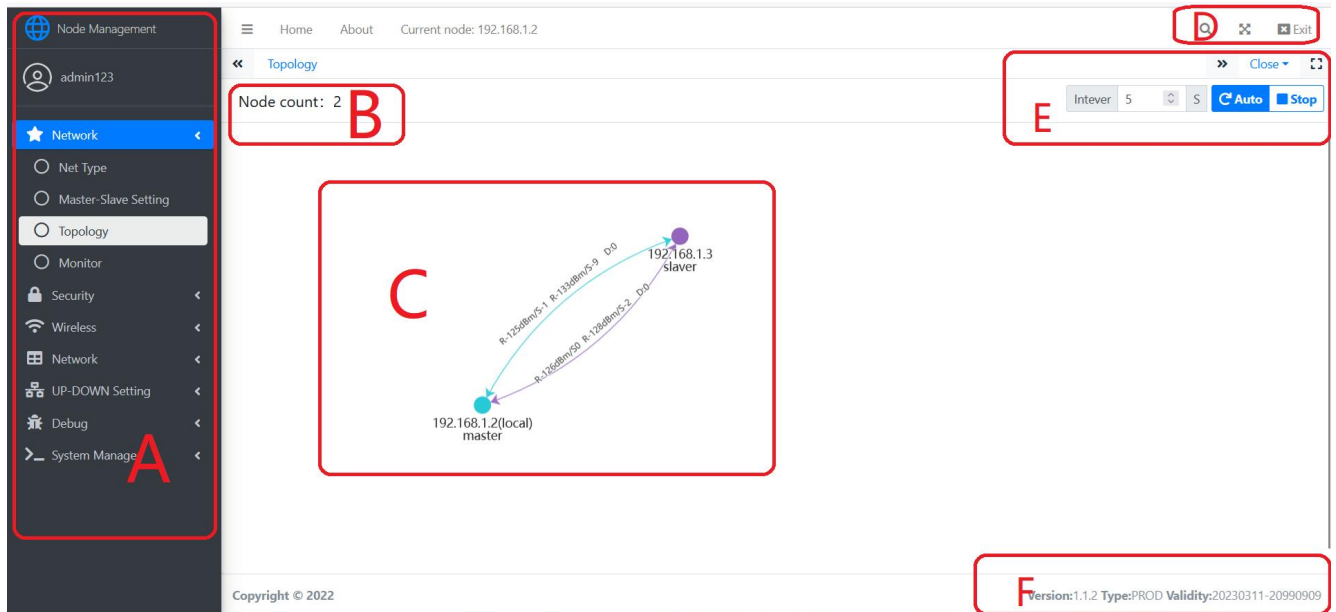 Node Management
Home About Current node: 192.168.1.2
D
Exit
admin123
Topology
Close
Node count: 2
B
E
Intever 5 S Auto Stop
Network
Net Type
Master-Slave Setting
Topology
Monitor
Security
Wireless
Network
UP-DOWN Setting
Debug
System Manage
A
C
192.168.1.3
slaver
R-125dBm/S-1 R-133dBm/S-9 D:0
R-126dBm/S0 R-128dBm/S-2 D:0
192.168.1.2(local)
master
F
Copyright © 2022
Version:1.1.2 Type:PROD Validity:20230311-20990909